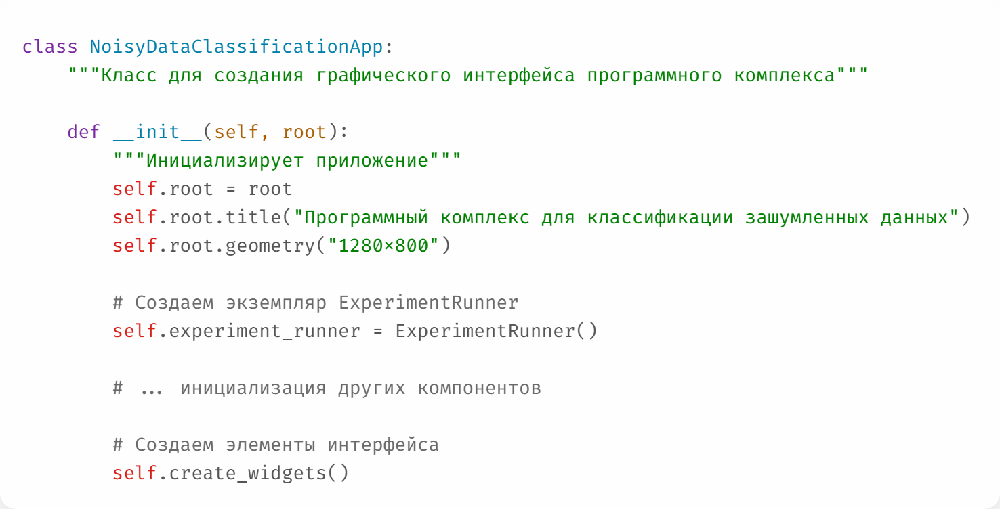 class NoisyDataClassificationApp:
    """Класс для создания графического интерфейса программного комплекса"""
    def __init__(self, root):
        """Инициализирует приложение"""
        self.root = root
        self.root.title("Программный комплекс для классификации зашумленных данных")
        self.root.geometry("1280×800")
        # Создаем экземпляр ExperimentRunner
        self.experiment_runner = ExperimentRunner()
        # ... инициализация других компонентов
        # Создаем элементы интерфейса
        self.create_widgets()